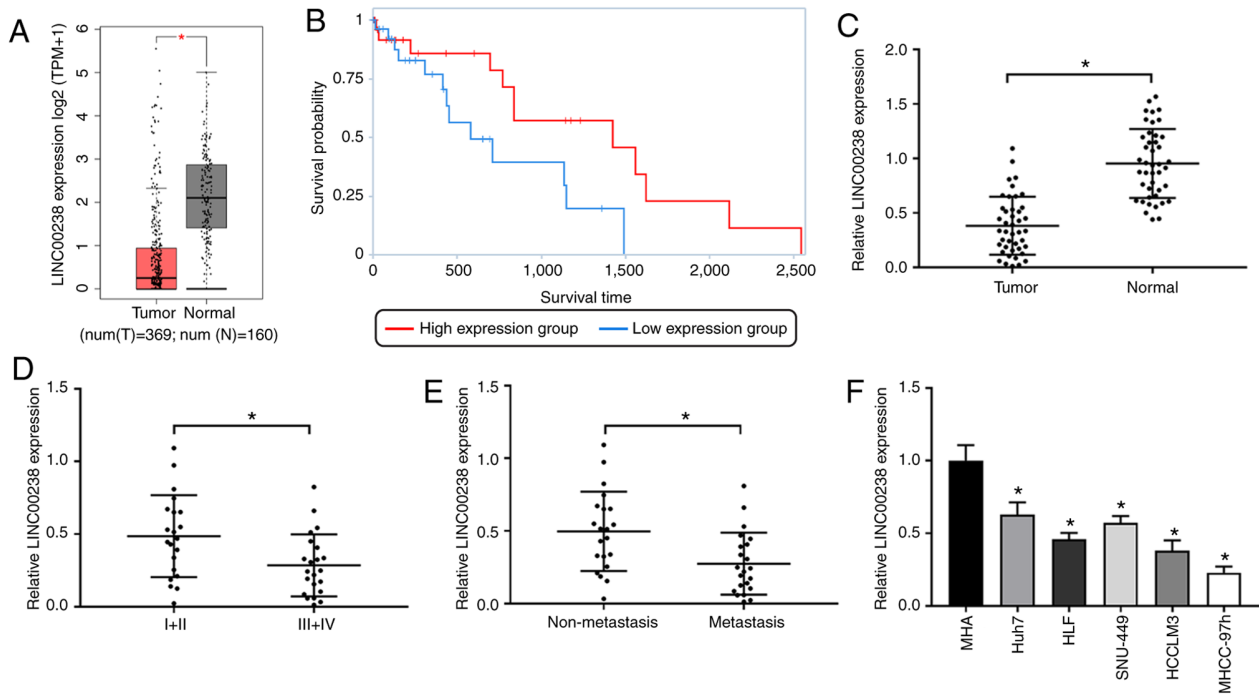 A
LINC00238 expression log2 (TPM+1)
6
5
4
3
2
1
0
*
Tumor Normal
(num(T)=369; num (N)=160)
B
Survival probability
1
0.75
0.5
0.25
0
0 500 1,000 1,500 2,000 2,500
Survival time
High expression group Low expression group
C
Relative LINC00238 expression
2.0
1.5
1.0
0.5
0.0
*
Tumor Normal
D
Relative LINC00238 expression
1.5
1.0
0.5
0.0
*
I+II III+IV
E
Relative LINC00238 expression
1.5
1.0
0.5
0.0
*
Non-metastasis Metastasis
F
Relative LINC00238 expression
1.5
1.0
0.5
0.0
* * * * *
MHA
Huh7
HLF
SNU-449
HCCLM3
MHCC-97h